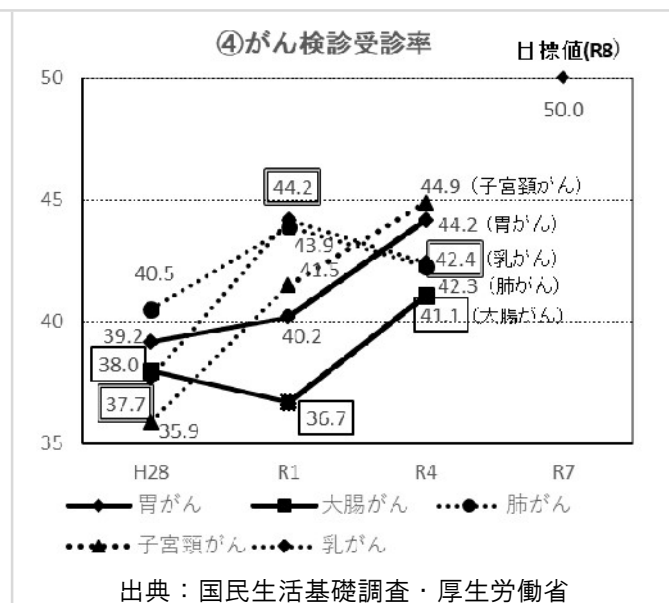 ④がん検診受診率
目標値(R8)
50
50.0
45
44.2
44.9 (子宮頸がん)
44.2 (胃がん)
43.9
42.4 (乳がん)
41.5
40.5
42.3 (肺がん)
41.1 (大腸がん)
40
39.2
40.2
38.0
37.7
36.7
35.9
35
H28 R1 R4 R7
胃がん 大腸がん 肺がん
子宮頸がん 乳がん
出典：国民生活基礎調査・厚生労働省